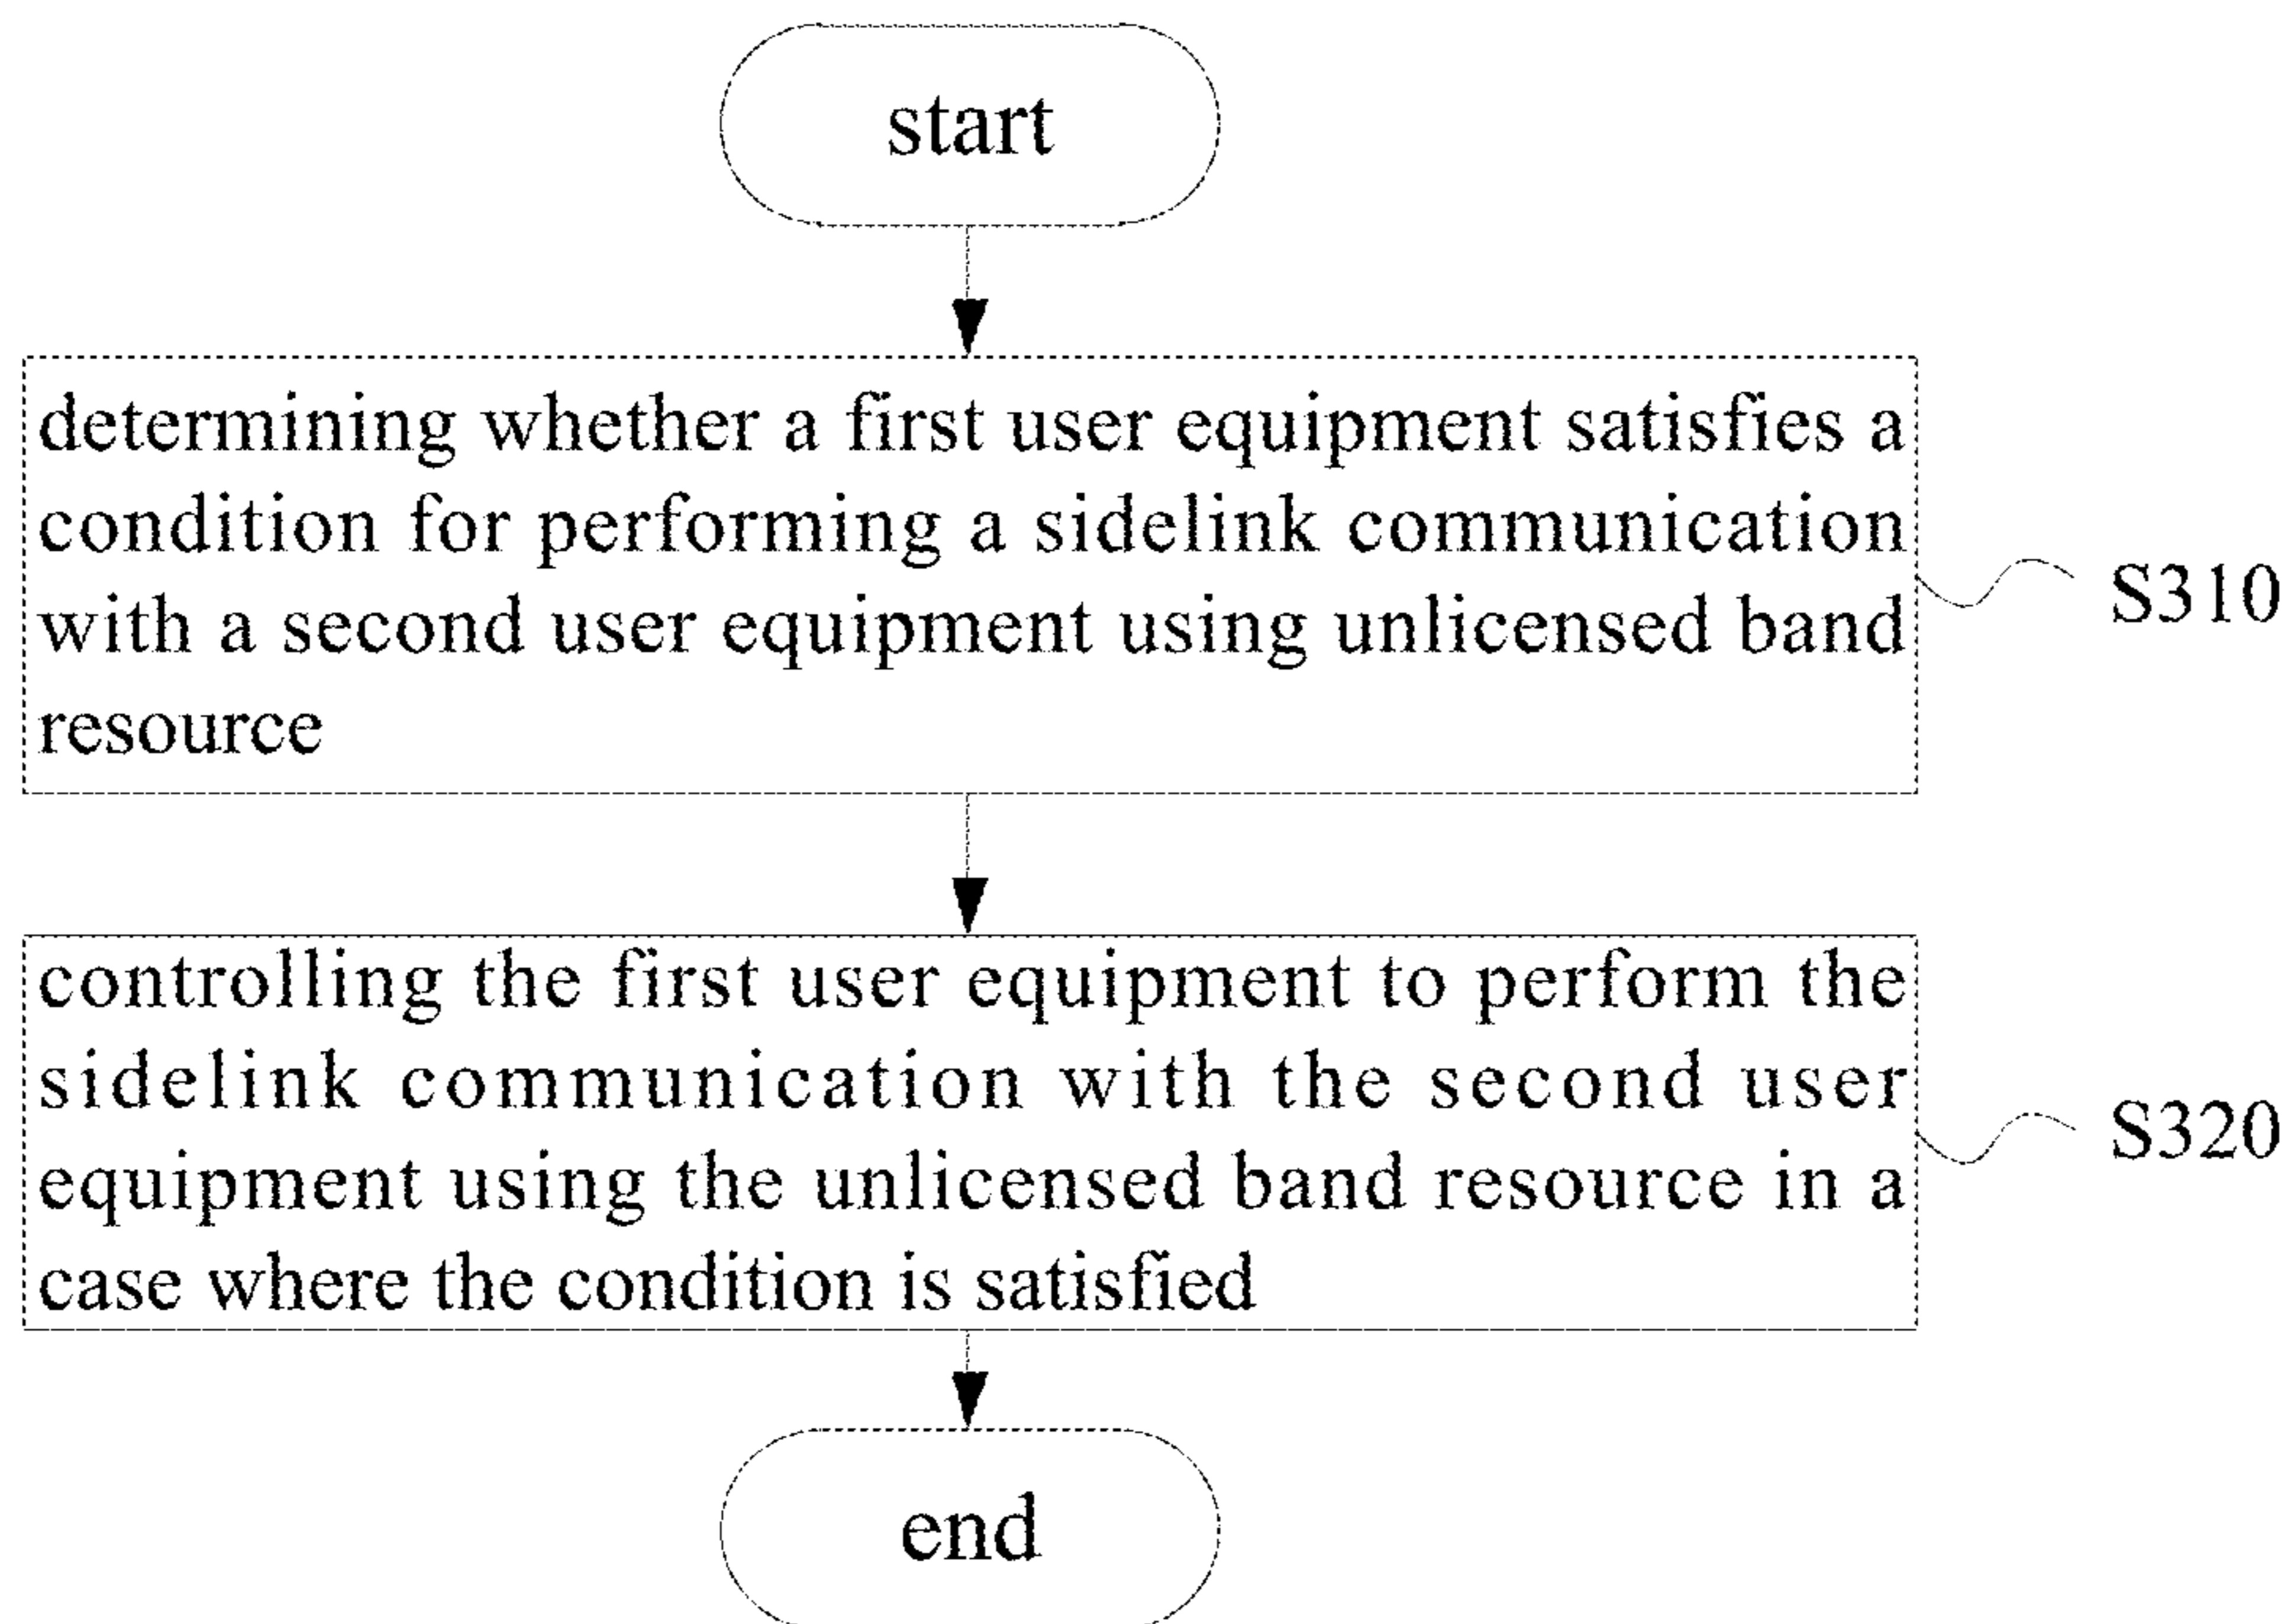 start
determining whether a first user equipment satisfies a
condition for performing a sidelink communication
with a second user equipment using unlicensed band
resource
S310
controlling the first user equipment to perform the
sidelink communication with the second user
equipment using the unlicensed band resource in a
case where the condition is satisfied
S320
end